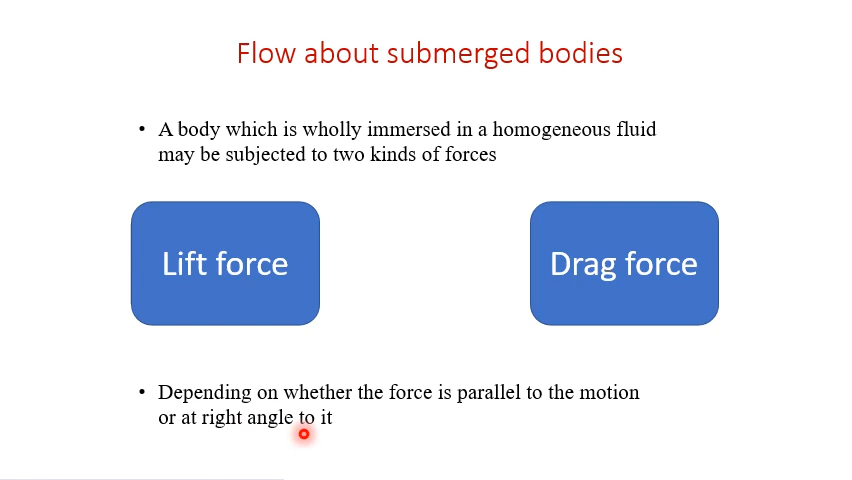 Flow about submerged bodies
• A body which is wholly immersed in a homogeneous fluid
may be subjected to two kinds of forces
Lift force
Drag force
• Depending on whether the force is parallel to the motion
or at right angle to it